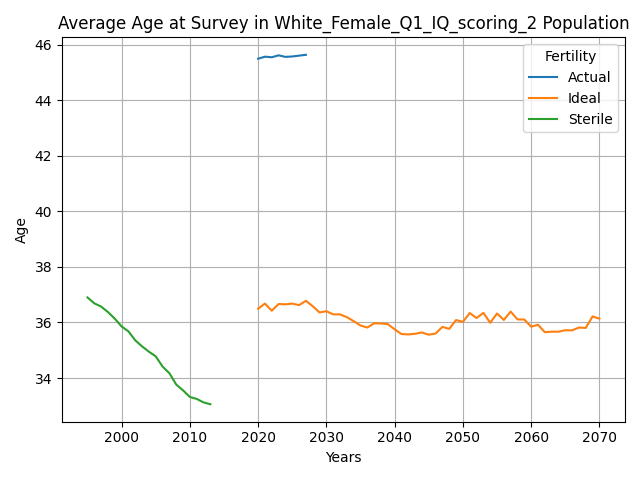 Average Age at Survey in White_Female_Q1_IQ_scoring_2 Population
Fertility
Actual
Ideal
Sterile
Age
46
44
42
40
38
36
34
2000 2010 2020 2030 2040 2050 2060 2070
Years